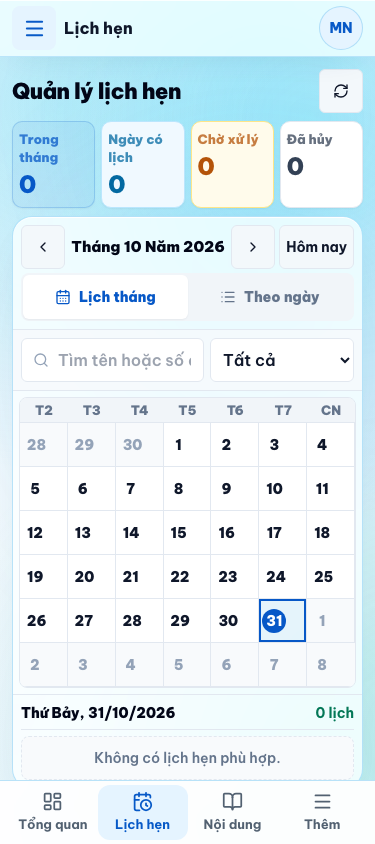 Lịch hẹn
MN
Quản lý lịch hẹn
Trong tháng
0
Ngày có lịch
0
Chờ xử lý
0
Đã hủy
0
Tháng 10 Năm 2026
Hôm nay
Lịch tháng
Theo ngày
Tìm tên hoặc số
Tất cả
T2 T3 T4 T5 T6 T7 CN
28 29 30 1 2 3 4
5 6 7 8 9 10 11
12 13 14 15 16 17 18
19 20 21 22 23 24 25
26 27 28 29 30 31 1
2 3 4 5 6 7 8
Thứ Bảy, 31/10/2026
0 lịch
Không có lịch hẹn phù hợp.
Tổng quan
Lịch hẹn
Nội dung
Thêm